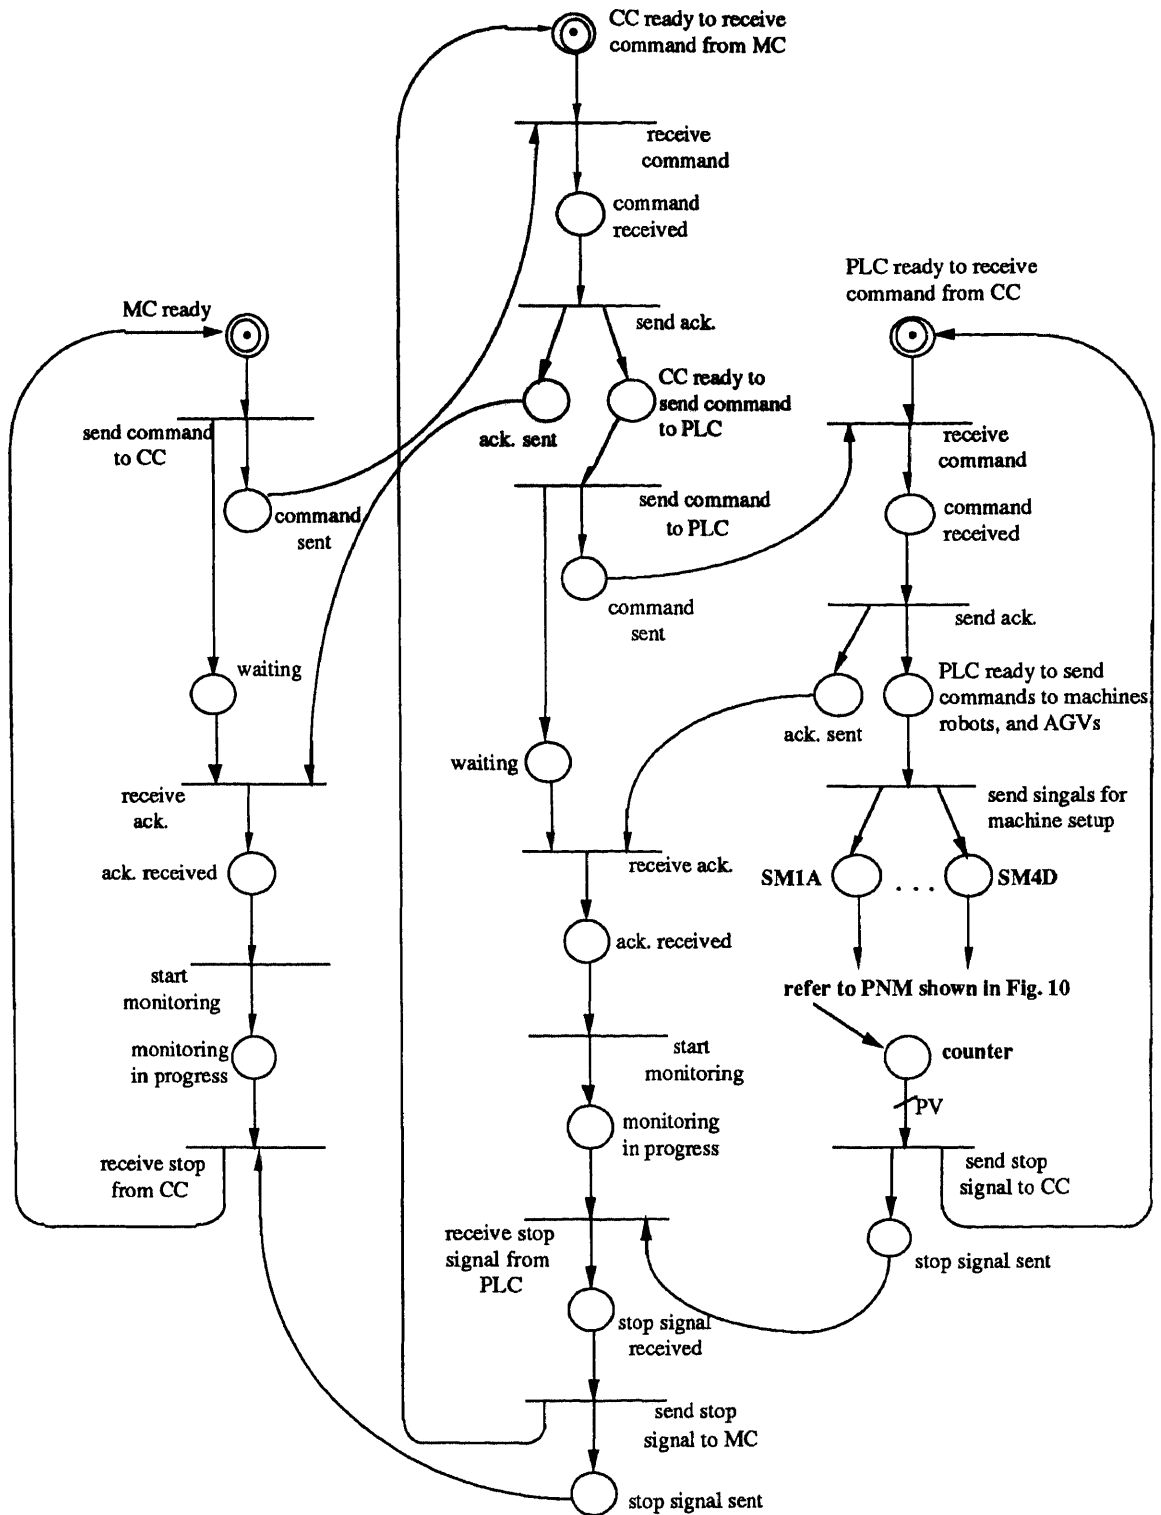 CC ready to receive
command from MC
receive
command
command
received
send ack.
CC ready to
send command
to PLC
ack. sent
send command
to PLC
command
sent
waiting
receive ack.
ack. received
start
monitoring
monitoring
in progress
receive stop
signal from
PLC
stop signal
received
send stop
signal to MC
stop signal sent
MC ready
send command
to CC
command
sent
waiting
receive
ack.
ack. received
start
monitoring
monitoring
in progress
receive stop
from CC
PLC ready to receive
command from CC
receive
command
command
received
send ack.
PLC ready to send
commands to machines
robots, and AGVs
ack. sent
send singals for
machine setup
SM1A
. . .
SM4D
refer to PNM shown in Fig. 10
counter
PV
send stop
signal to CC
stop signal sent